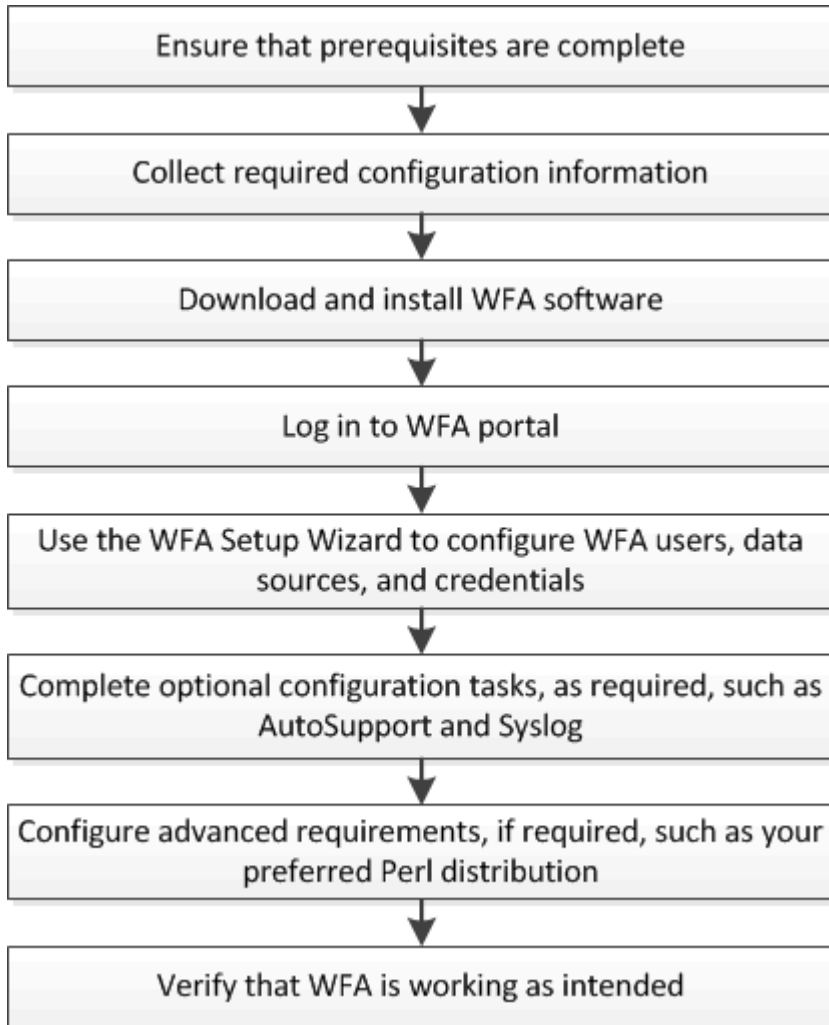 Ensure that prerequisites are complete
Collect required configuration information
Download and install WFA software
Log in to WFA portal
Use the WFA Setup Wizard to configure WFA users, data
sources, and credentials
Complete optional configuration tasks, as required, such as
AutoSupport and Syslog
Configure advanced requirements, if required, such as your
preferred Perl distribution
Verify that WFA is working as intended